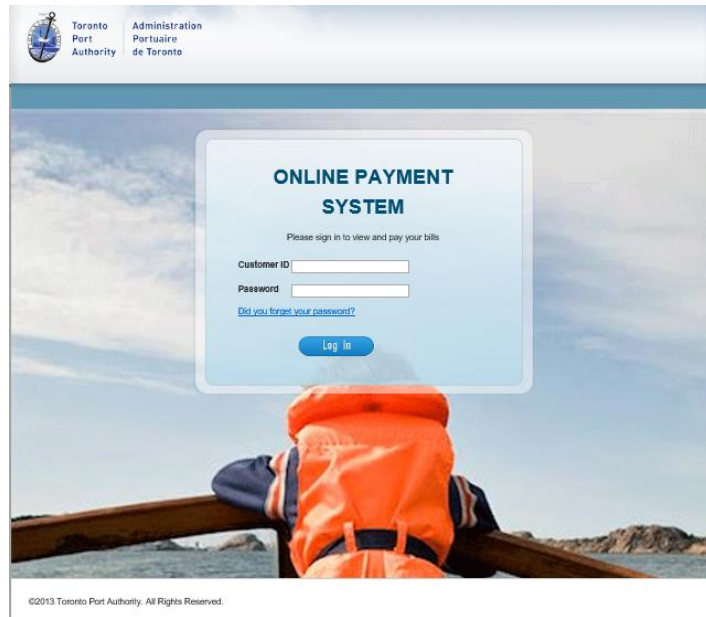 Toronto Port Authority
Administration Portuaire de Toronto
ONLINE PAYMENT
SYSTEM
Please sign in to view and pay your bills
Customer ID
Password
Did you forget your password?
Log In
©2013 Toronto Port Authority. All Rights Reserved.